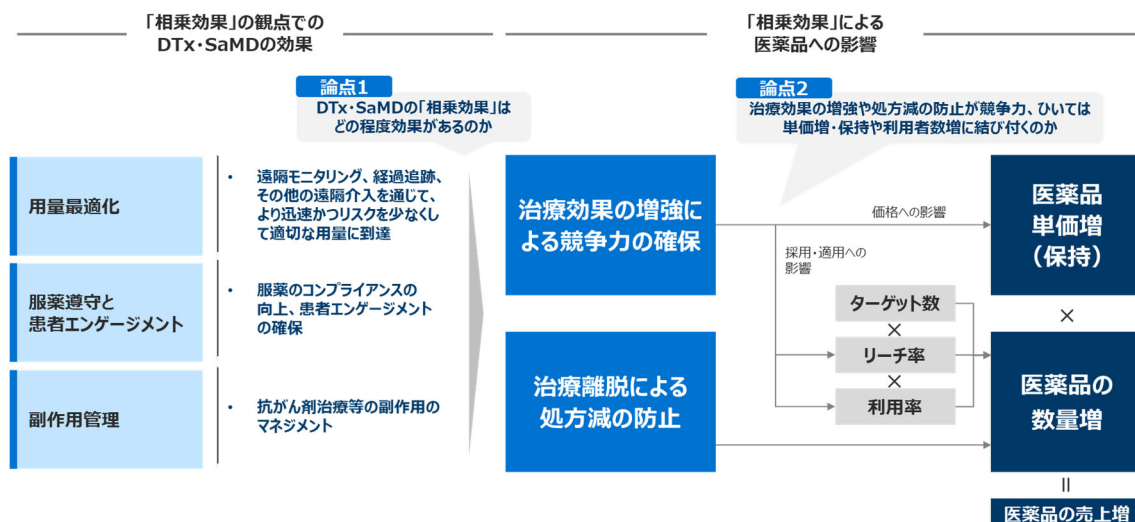 「相乗効果」の観点での
DTx・SaMDの効果
「相乗効果」による
医薬品への影響
論点1
DTx・SaMDの「相乗効果」は
どの程度効果があるのか
論点2
治療効果の増強や処方減の防止が競争力、ひいては
単価増・保持や利用者数増に結び付くのか
用量最適化
• 遠隔モニタリング、経過追跡、
その他の遠隔介入を通じて、
より迅速かつリスクを少なくし
て適切な用量に到達
服薬遵守と
患者エンゲージメント
• 服薬のコンプライアンスの
向上、患者エンゲージメント
の確保
副作用管理
• 抗がん剤治療等の副作用の
マネジメント
治療効果の増強に
よる競争力の確保
治療離脱による
処方減の防止
価格への影響
採用・適用への
影響
ターゲット数
×
リーチ率
×
利用率
医薬品
単価増
（保持）
×
医薬品の
数量増
=
医薬品の売上増